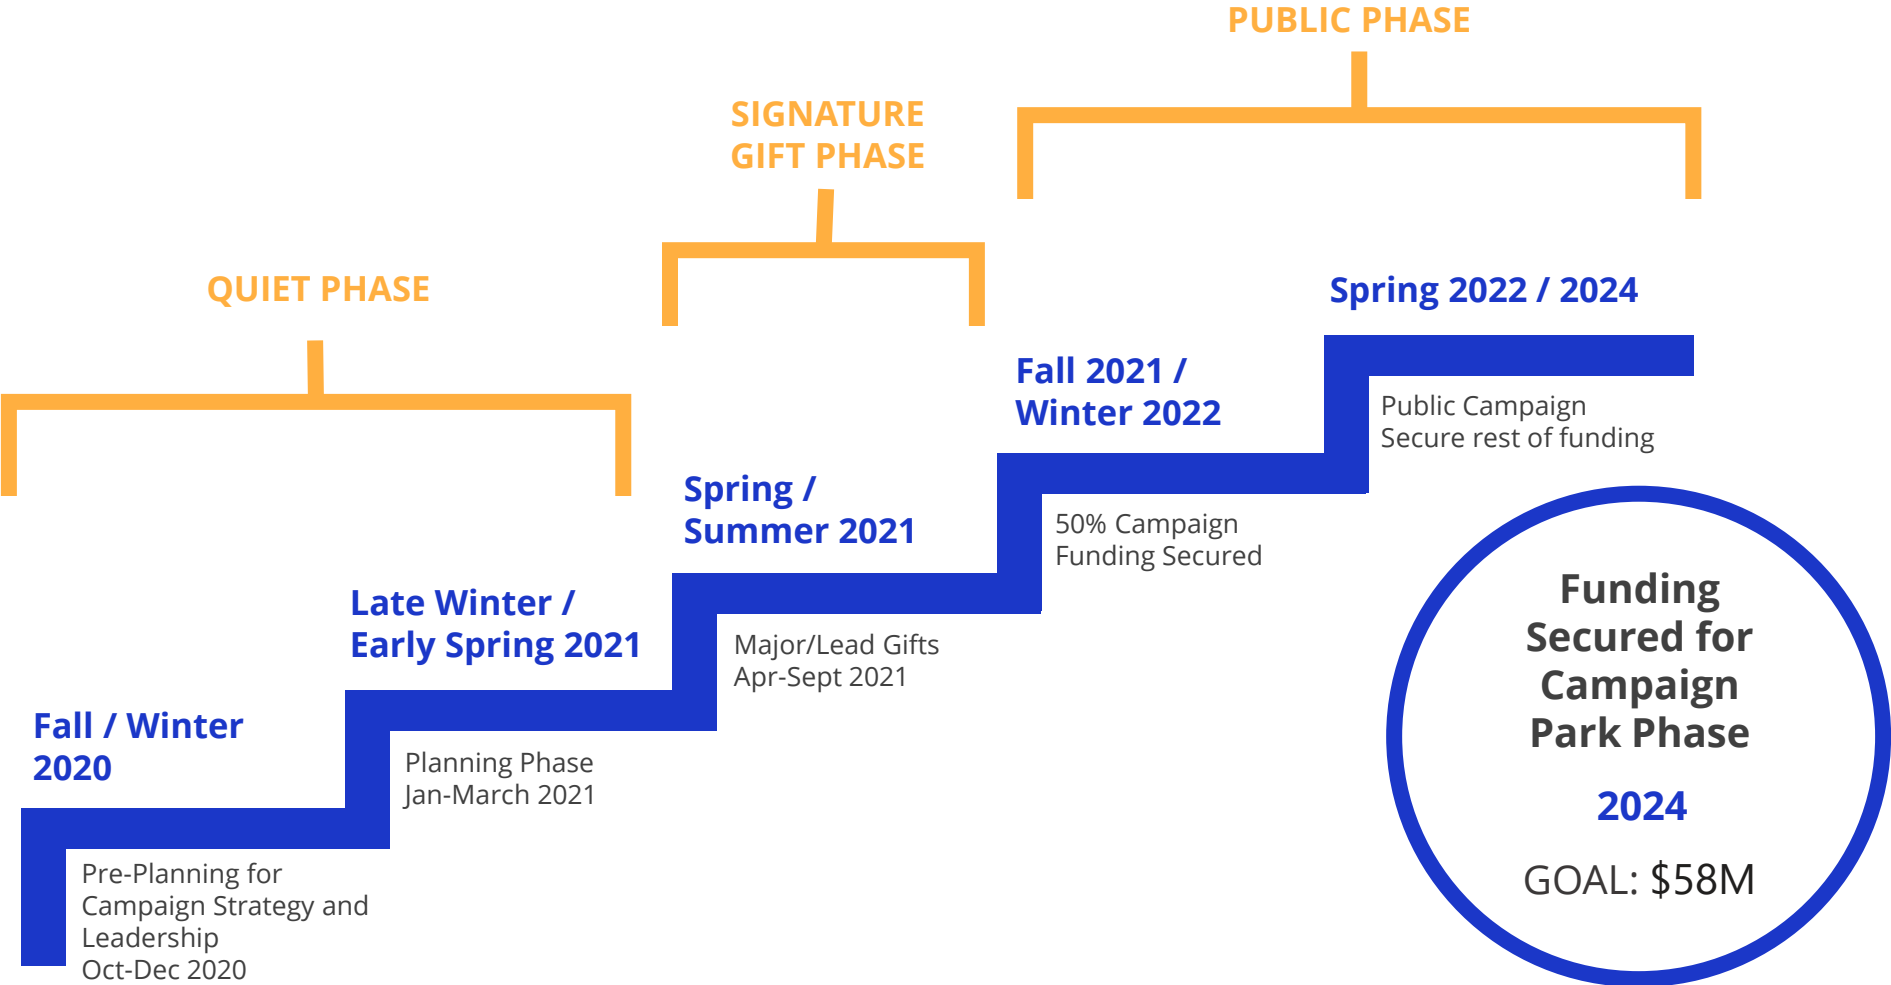 PUBLIC PHASE
SIGNATURE
GIFT PHASE
QUIET PHASE
Spring 2022 / 2024
Public Campaign
Secure rest of funding
Fall 2021 /
Winter 2022
50% Campaign
Funding Secured
Spring /
Summer 2021
Major/Lead Gifts
Apr-Sept 2021
Late Winter /
Early Spring 2021
Planning Phase
Jan-March 2021
Fall / Winter
2020
Pre-Planning for
Campaign Strategy and
Leadership
Oct-Dec 2020
Funding
Secured for
Campaign
Park Phase
2024
GOAL: $58M